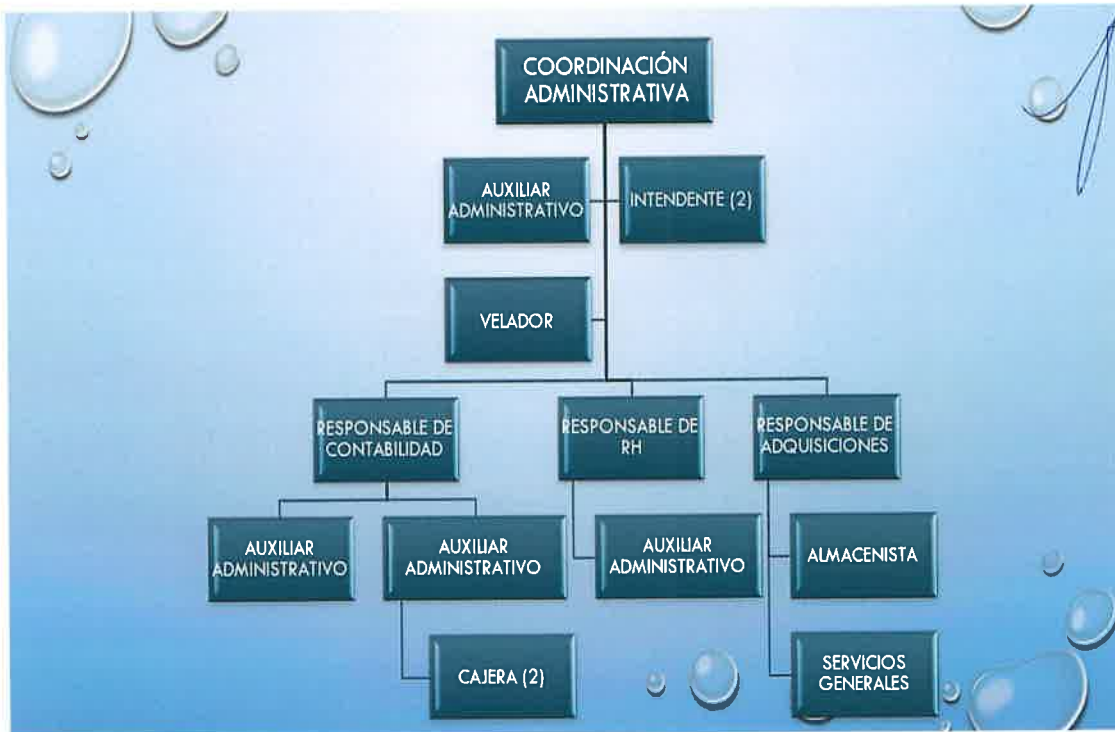 COORDINACIÓN
ADMINISTRATIVA
AUXILIAR
ADMINISTRATIVO
INTENDENTE (2)
VELADOR
RESPONSABLE DE
CONTABILIDAD
RESPONSABLE DE
RH
RESPONSABLE DE
ADQUISICIONES
AUXILIAR
ADMINISTRATIVO
AUXILIAR
ADMINISTRATIVO
AUXILIAR
ADMINISTRATIVO
ALMACENISTA
CAJERA (2)
SERVICIOS
GENERALES